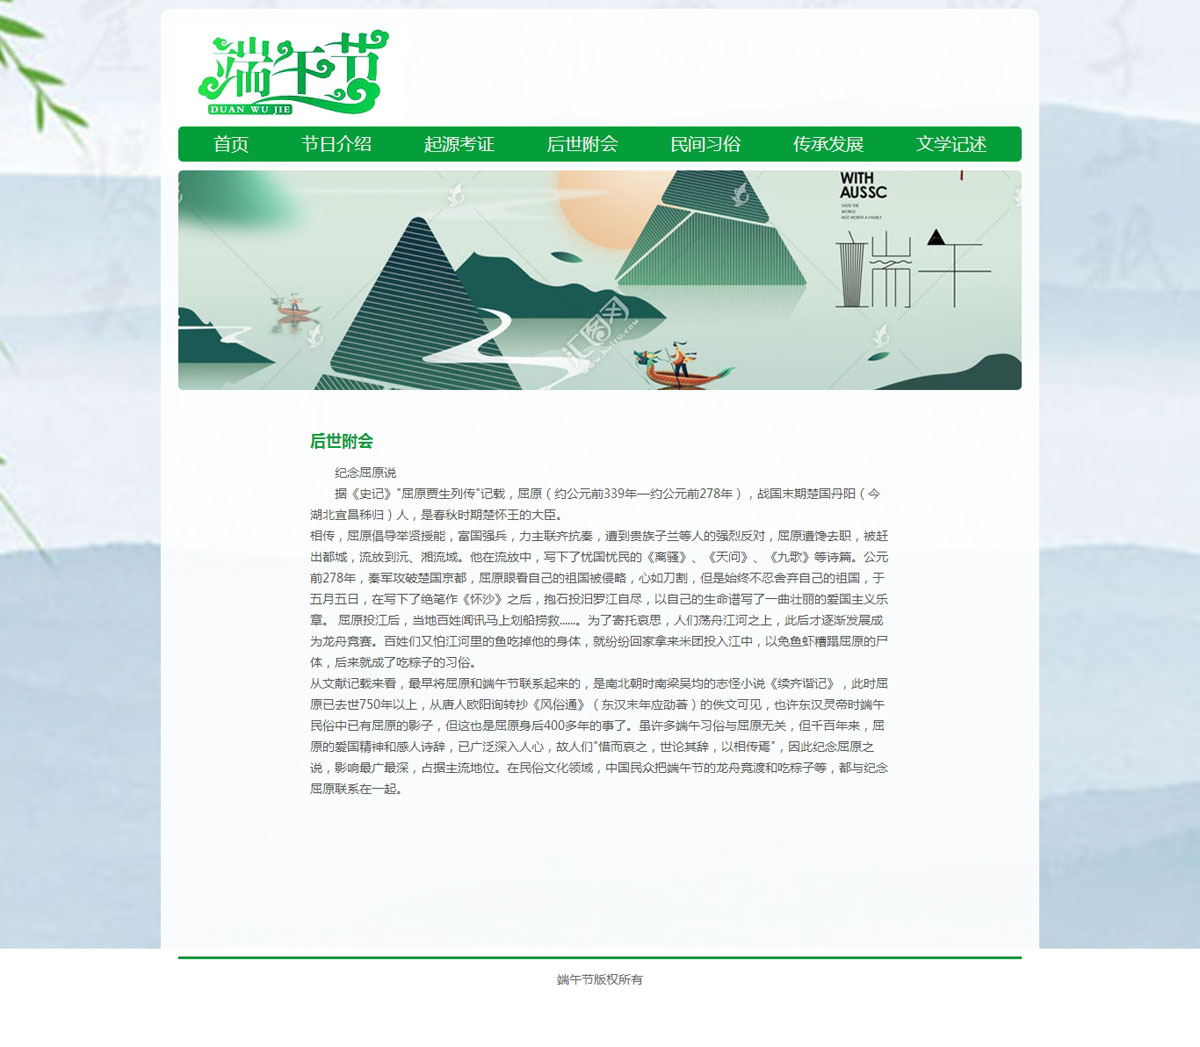 端午节
DUAN WU JIE
首页 节日介绍 起源考证 后世附会 民间习俗 传承发展 文学记述
WITH
AUSSC
TASTE THE
WORLD
NOT WORTH A FAMILY
端午
汇图网
后世附会
纪念屈原说
据《史记》"屈原贾生列传"记载，屈原（约公元前339年—约公元前278年），战国末期楚国丹阳（今
湖北宜昌秭归）人，是春秋时期楚怀王的大臣。
相传，屈原倡导举贤授能，富国强兵，力主联齐抗秦，遭到贵族子兰等人的强烈反对，屈原遭馋去职，被赶
出都城，流放到沅、湘流域。他在流放中，写下了忧国忧民的《离骚》、《天问》、《九歌》等诗篇。公元
前278年，秦军攻破楚国京都，屈原眼看自己的祖国被侵略，心如刀割，但是始终不忍舍弃自己的祖国，于
五月五日，在写下了绝笔作《怀沙》之后，抱石投汨罗江自尽，以自己的生命谱写了一曲壮丽的爱国主义乐
章。 屈原投江后，当地百姓闻讯马上划船捞救......。为了寄托哀思，人们荡舟江河之上，此后才逐渐发展成
为龙舟竞赛。百姓们又怕江河里的鱼吃掉他的身体，就纷纷回家拿来米团投入江中，以免鱼虾糟蹋屈原的尸
体，后来就成了吃粽子的习俗。
从文献记载来看，最早将屈原和端午节联系起来的，是南北朝时南梁吴均的志怪小说《续齐谐记》，此时屈
原已去世750年以上，从唐人欧阳询转抄《风俗通》（东汉末年应劭著）的佚文可见，也许东汉灵帝时端午
民俗中已有屈原的影子，但这也是屈原身后400多年的事了。虽许多端午习俗与屈原无关，但千百年来，屈
原的爱国精神和感人诗辞，已广泛深入人心，故人们"惜而哀之，世论其辞，以相传焉"，因此纪念屈原之
说，影响最广最深，占据主流地位。在民俗文化领域，中国民众把端午节的龙舟竞渡和吃粽子等，都与纪念
屈原联系在一起。
端午节版权所有